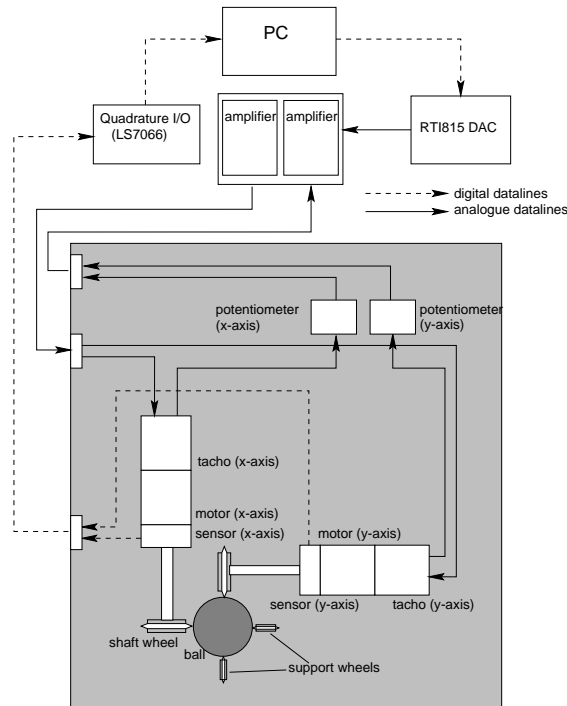 PC
Quadrature I/O
(LS7066)
amplifier
amplifier
RTI815 DAC
digital datalines
analogue datalines
potentiometer
(x-axis)
potentiometer
(y-axis)
tacho (x-axis)
motor (x-axis)
sensor (x-axis)
motor (y-axis)
sensor (y-axis)
tacho (y-axis)
shaft wheel
ball
support wheels